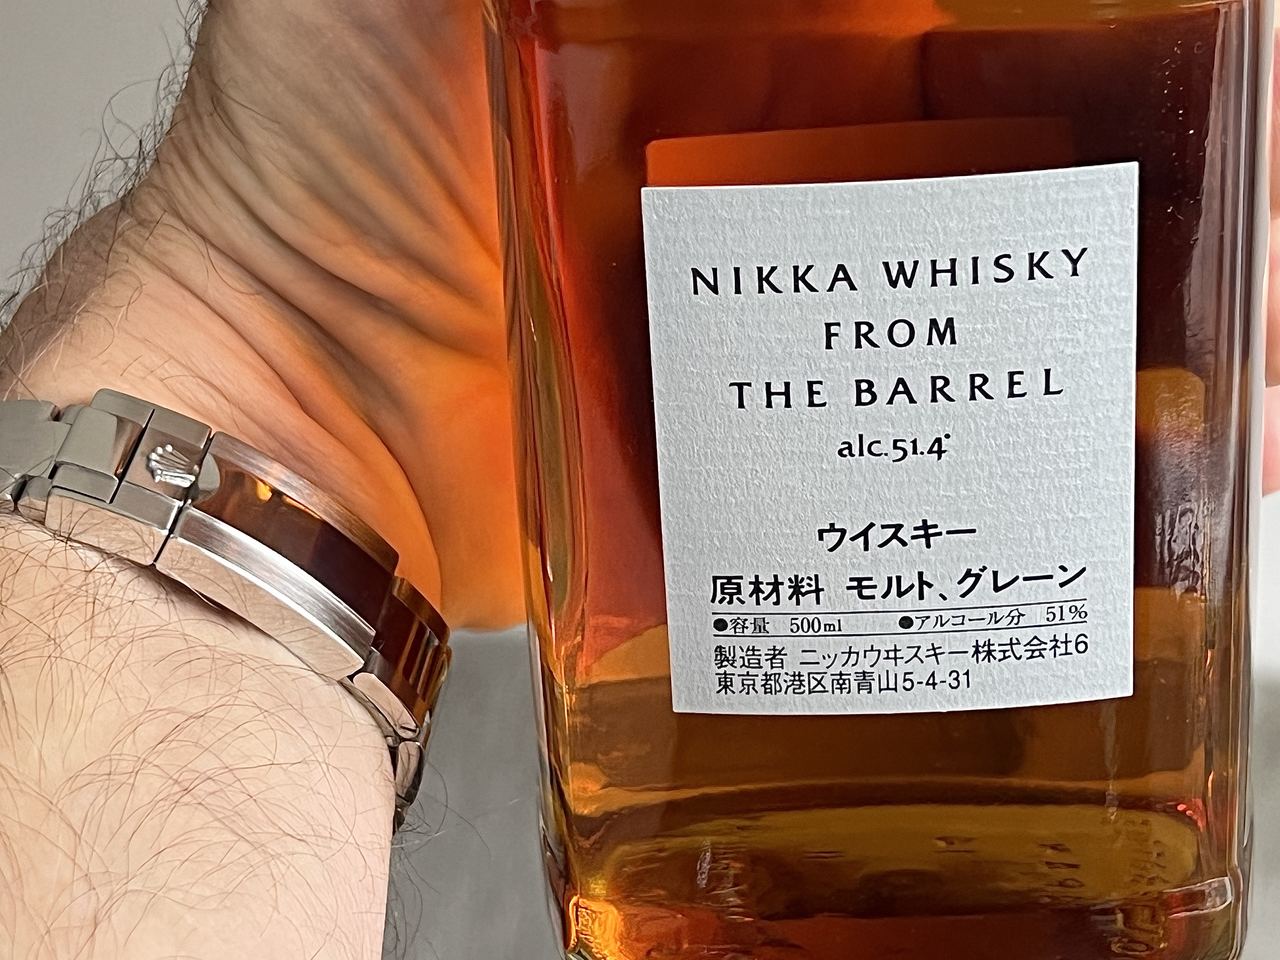 NIKKA WHISKY
FROM
THE BARREL
alc.51.4°
ウイスキー
原材料 モルト、グレーン
●容量 500ml ●アルコール分 51%
製造者 ニッカウヰスキー株式会社6
東京都港区南青山5-4-31